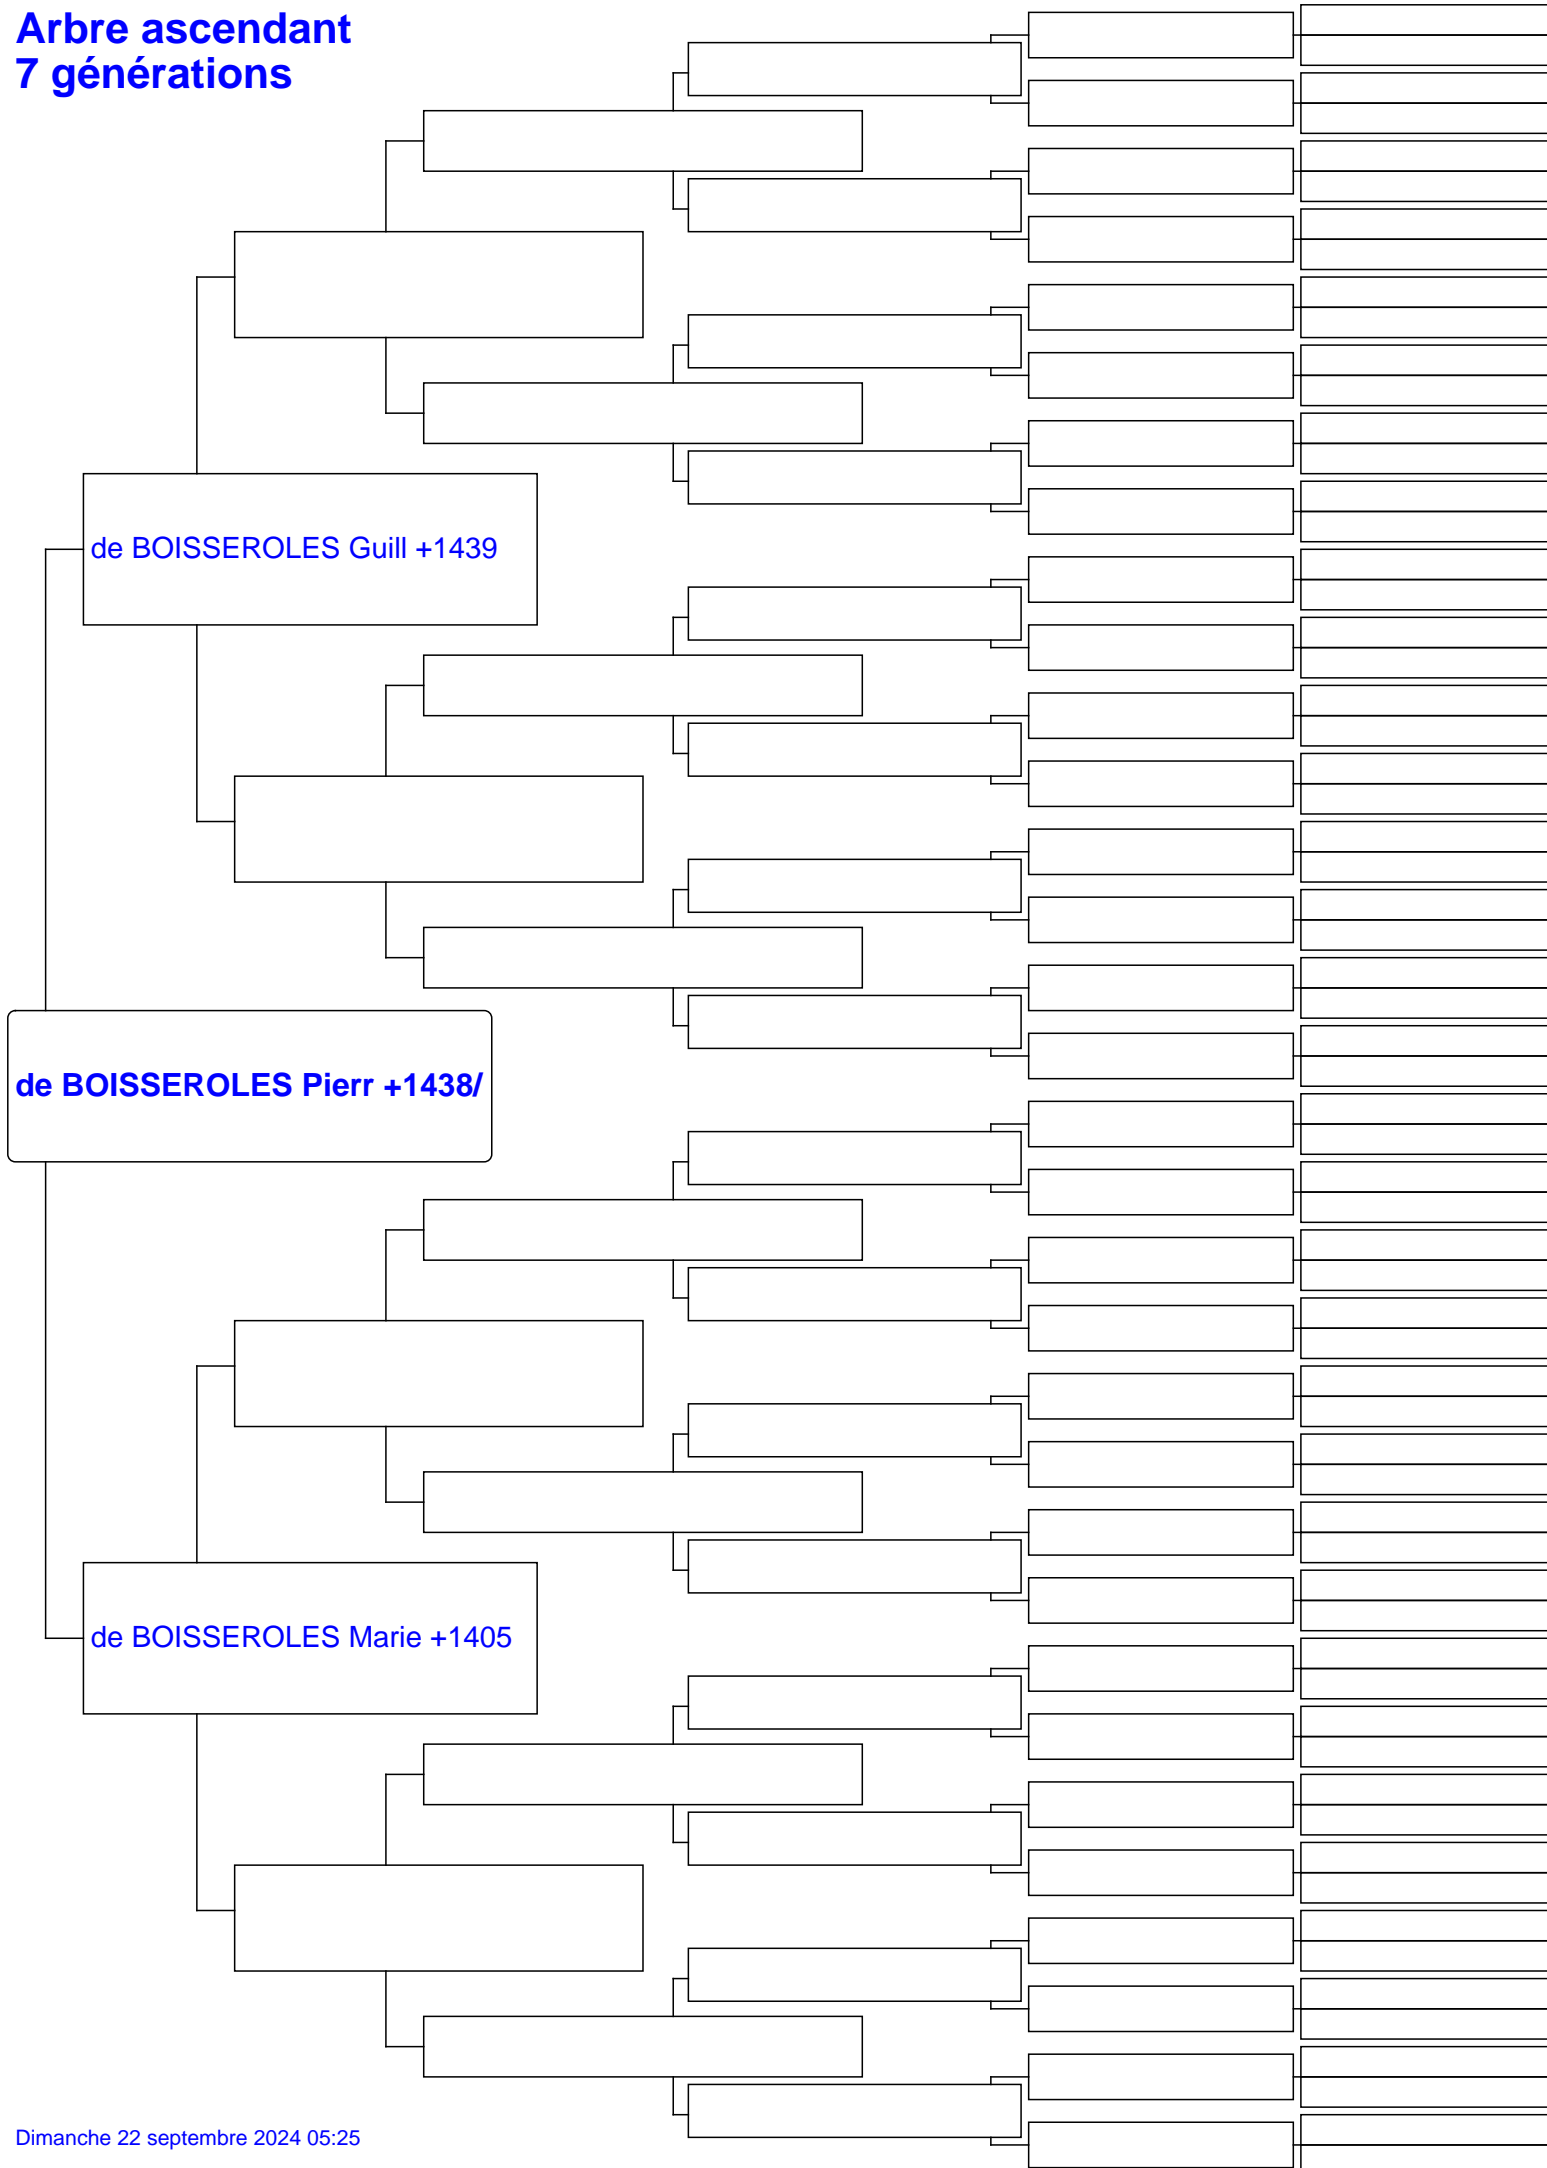 Arbre ascendant
7 générations
de BOISSEROLES Guill +1439
de BOISSEROLES Pierr +1438/
de BOISSEROLES Marie +1405
Dimanche 22 septembre 2024 05:25